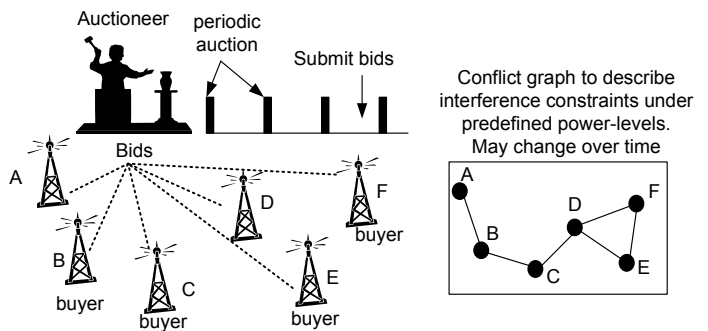 Auctioneer
periodic
auction
Submit bids
Bids
A
B
buyer
C
buyer
D
E
buyer
F
buyer
Conflict graph to describe
interference constraints under
predefined power-levels.
May change over time
A
B
C
D
E
F